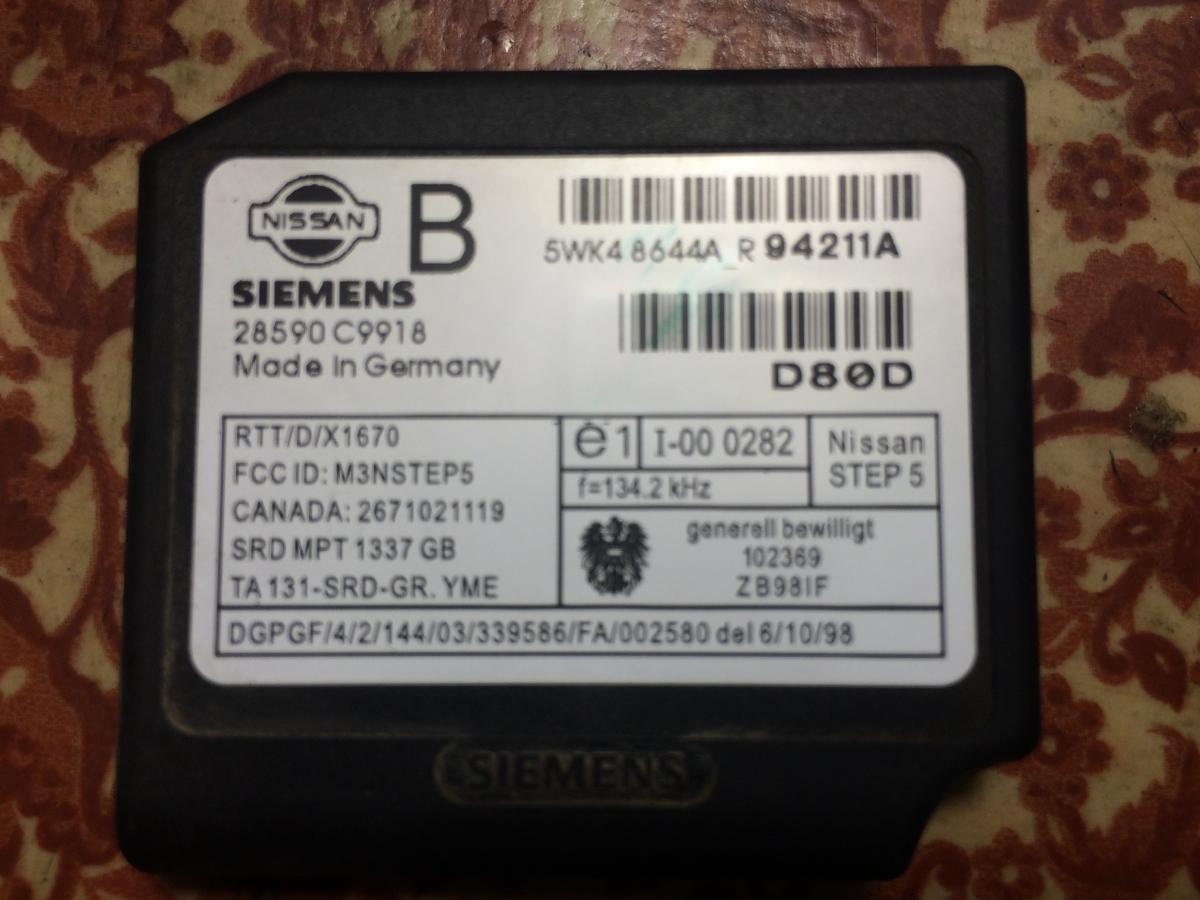 NISSAN
B
SIEMENS
28590 C9918
Made in Germany
5WK4 8644A_R 94211A
D80D
RTT/D/X1670
FCC ID: M3NSTEP5
CANADA: 2671021119
SRD MPT 1337 GB
TA 131-SRD-GR. YME
e1
I-00 0282
f=134.2 kHz
Nissan
STEP 5
generell bewilligt
102369
ZB98IF
DGPGF/4/2/144/03/339586/FA/002580 del 6/10/98
SIEMENS